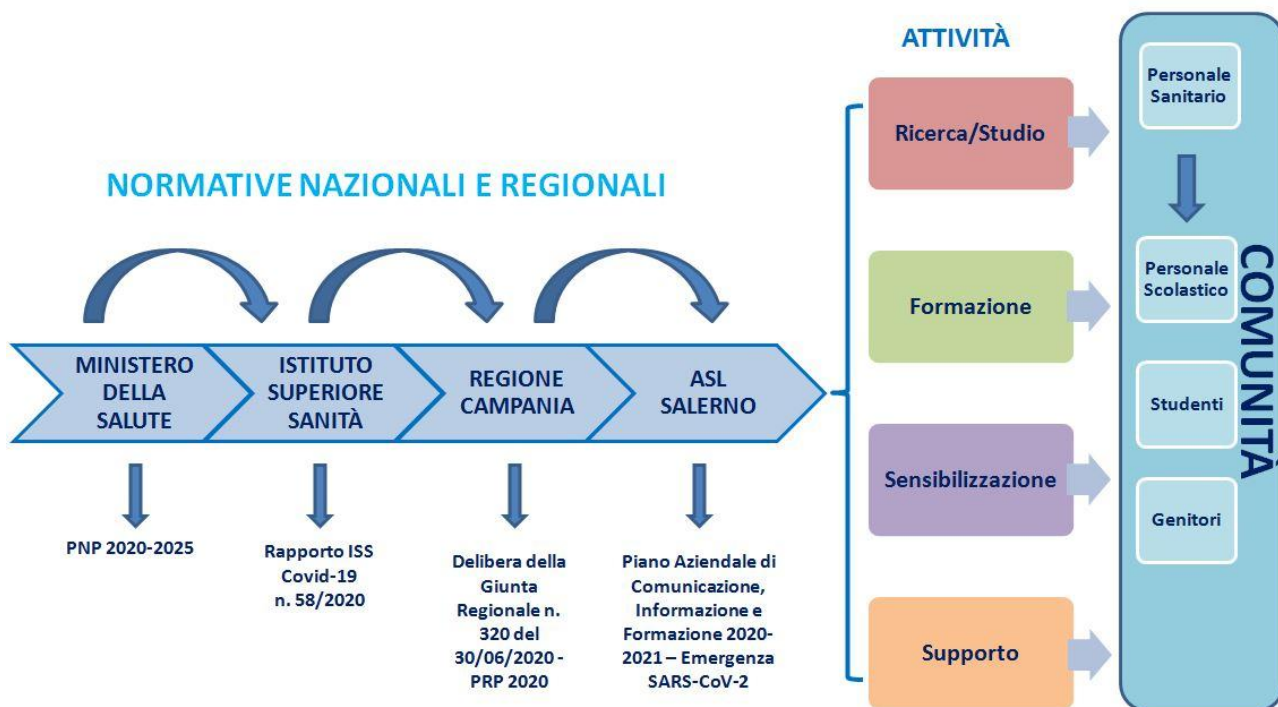 NORMATIVE NAZIONALI E REGIONALI
MINISTERO
DELLA
SALUTE
ISTITUTO
SUPERIORE
SANITÀ
REGIONE
CAMPANIA
ASL
SALERNO
PNP 2020-2025
Rapporto ISS
Covid-19
n. 58/2020
Delibera della
Giunta
Regionale n.
320 del
30/06/2020 -
PRP 2020
Piano Aziendale di
Comunicazione,
Informazione e
Formazione 2020-
2021 – Emergenza
SARS-CoV-2
ATTIVITÀ
Ricerca/Studio
Formazione
Sensibilizzazione
Supporto
Personale
Sanitario
Personale
Scolastico
Studenti
Genitori
COMUNITÀ